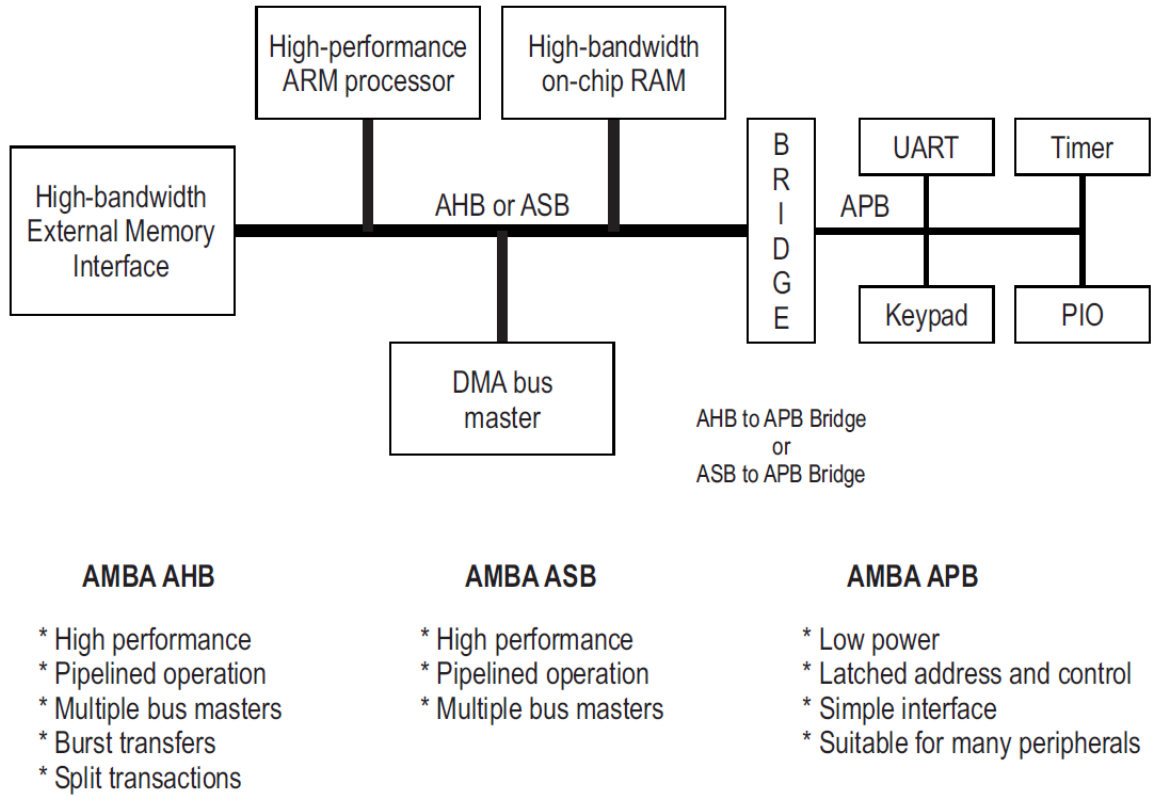 High-performance
ARM processor
High-bandwidth
on-chip RAM
High-bandwidth
External Memory
Interface
AHB or ASB
B
R
I
D
G
E
APB
UART
Timer
Keypad
PIO
DMA bus
master
AHB to APB Bridge
or
ASB to APB Bridge
AMBA AHB
* High performance
* Pipelined operation
* Multiple bus masters
* Burst transfers
* Split transactions
AMBA ASB
* High performance
* Pipelined operation
* Multiple bus masters
AMBA APB
* Low power
* Latched address and control
* Simple interface
* Suitable for many peripherals